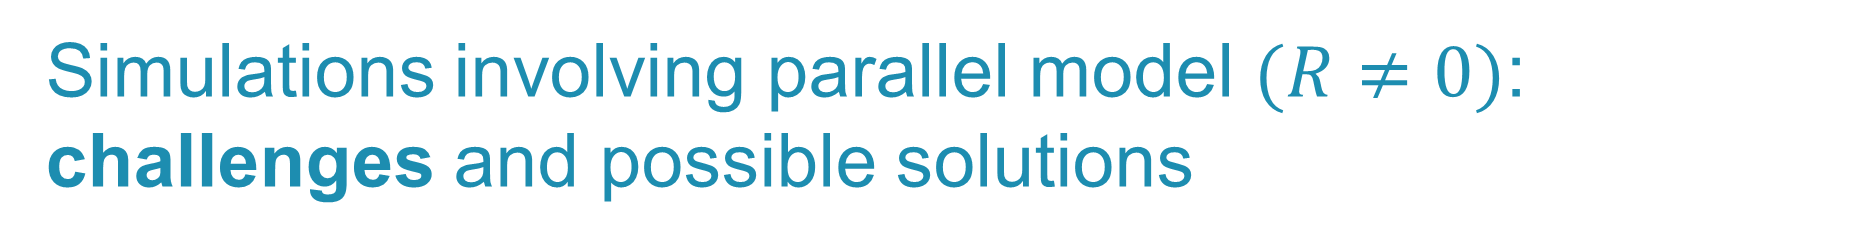 Simulations involving parallel model (R ≠ 0):
challenges and possible solutions